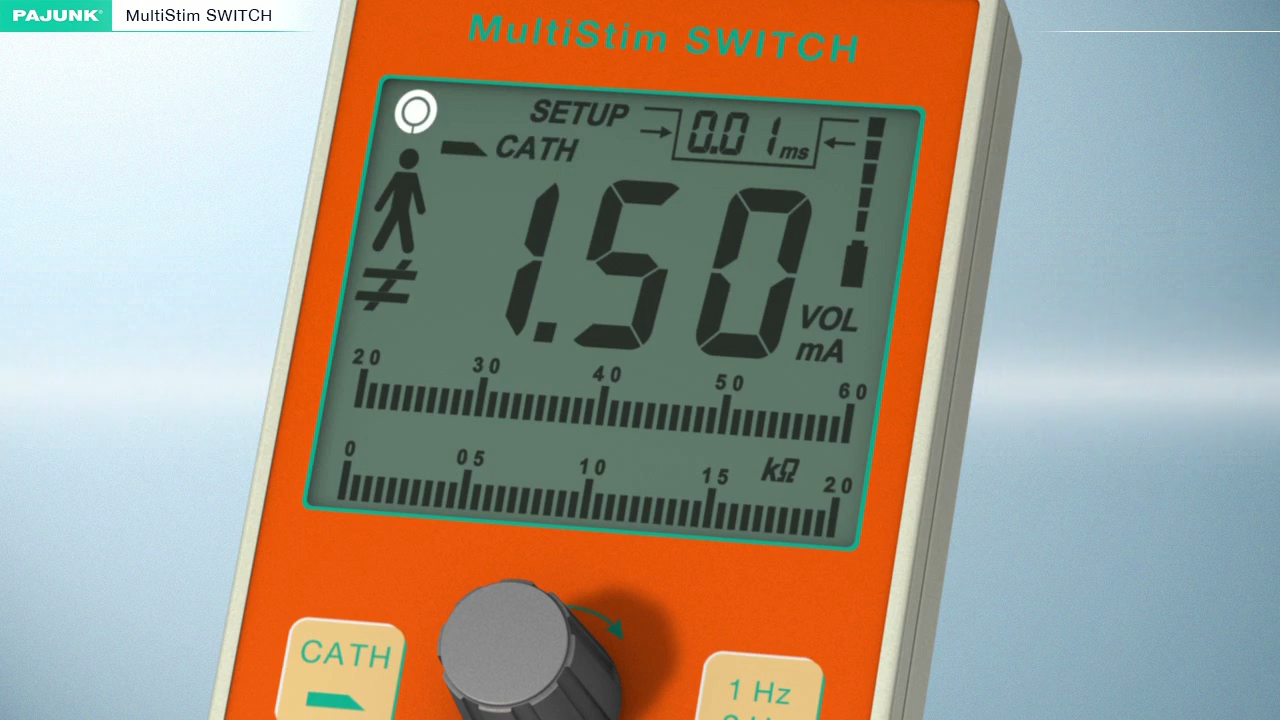 PAJUNK®
MultiStim SWITCH
MultiStim SWITCH
SETUP
0.01 ms
CATH
1.50
VOL
mA
20 30 40 50 60
kΩ
0 05 10 15 20
CATH
1 Hz